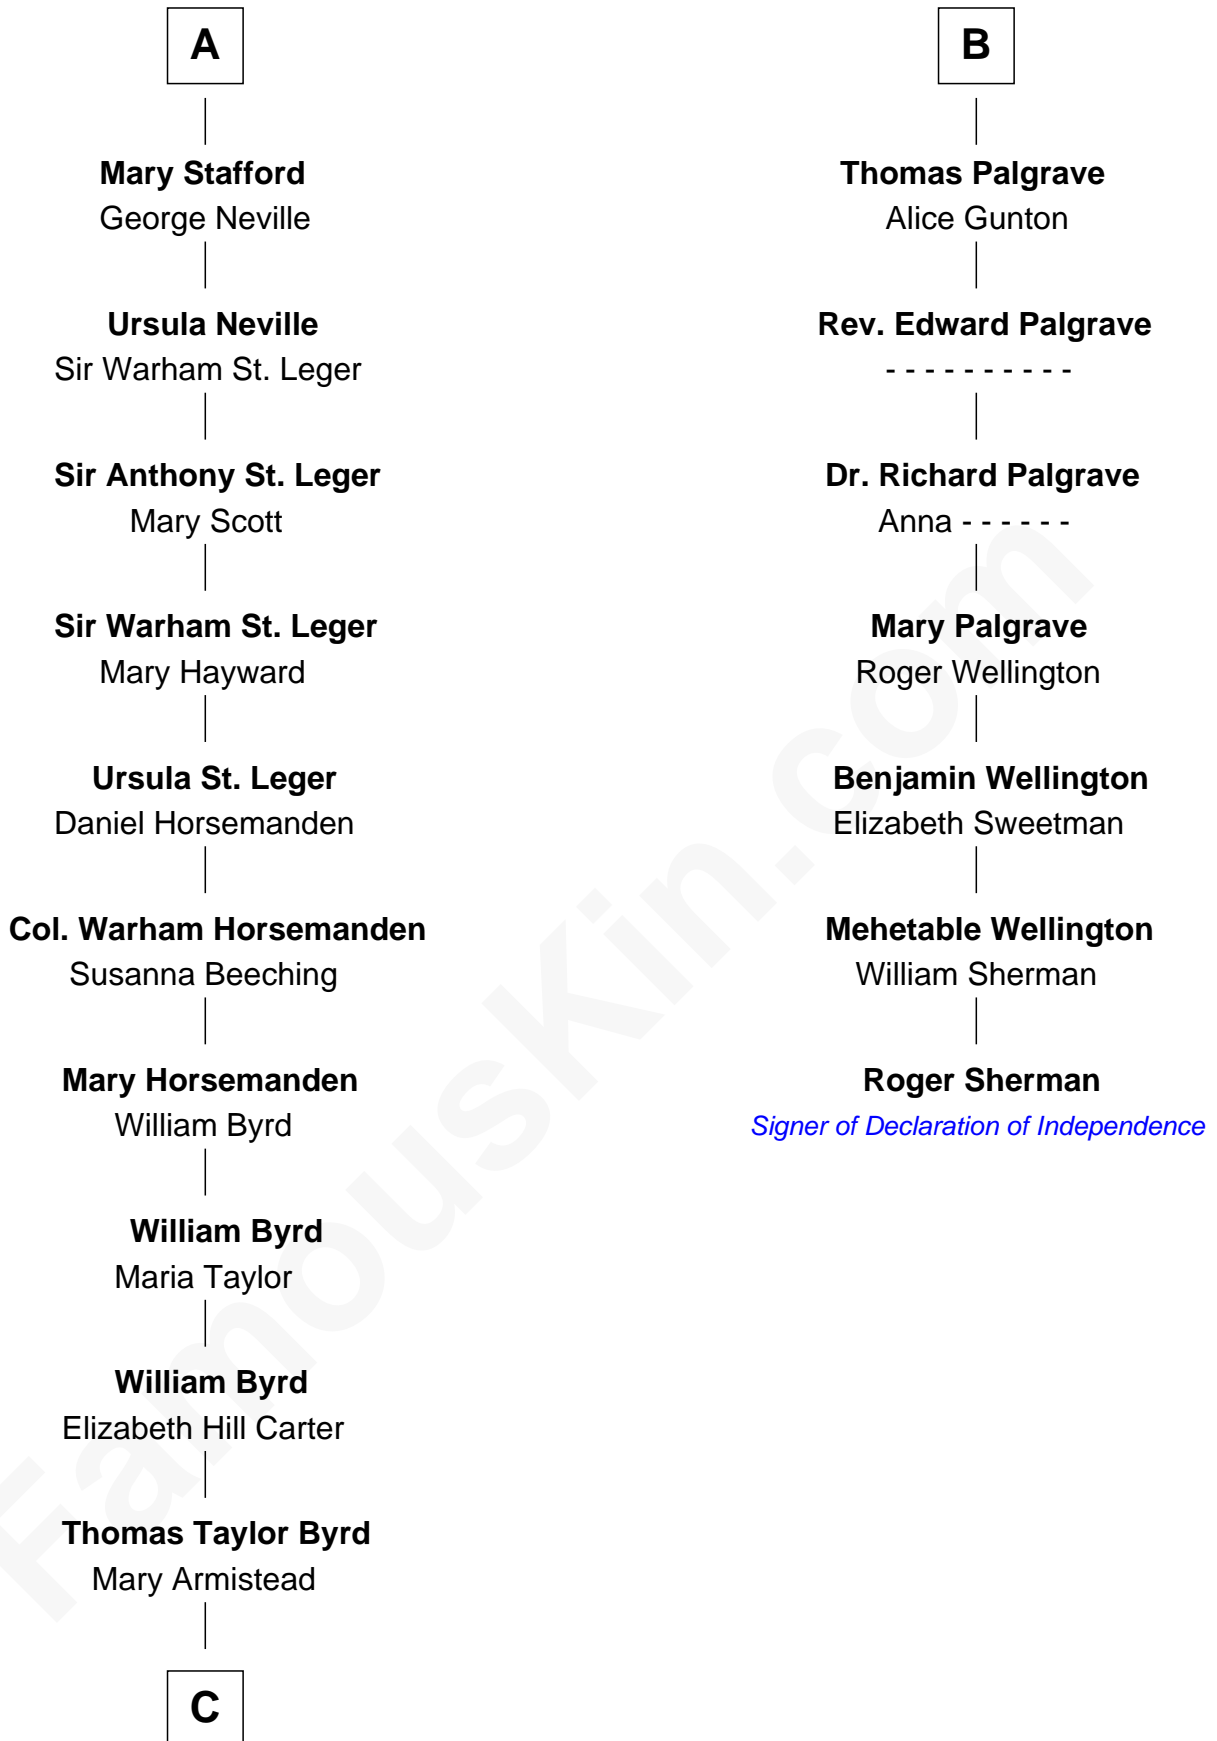 A
Mary Stafford
George Neville
Ursula Neville
Sir Warham St. Leger
Sir Anthony St. Leger
Mary Scott
Sir Warham St. Leger
Mary Hayward
Ursula St. Leger
Daniel Horsemanden
Col. Warham Horsemanden
Susanna Beeching
Mary Horsemanden
William Byrd
William Byrd
Maria Taylor
William Byrd
Elizabeth Hill Carter
Thomas Taylor Byrd
Mary Armistead
C
B
Thomas Palgrave
Alice Gunton
Rev. Edward Palgrave
- - - - - - - - - -
Dr. Richard Palgrave
Anna - - - - - -
Mary Palgrave
Roger Wellington
Benjamin Wellington
Elizabeth Sweetman
Mehetable Wellington
William Sherman
Roger Sherman
Signer of Declaration of Independence
FamousKin.com